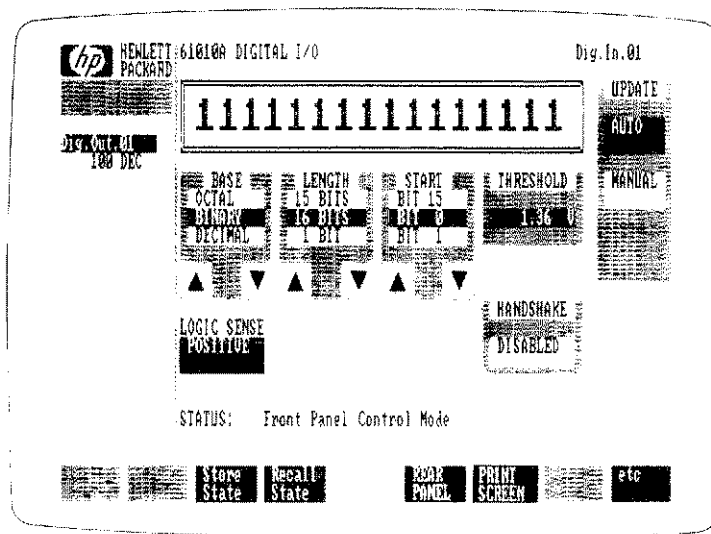 hp HEWLETT PACKARD
61010A DIGITAL I/O
Dig.In.01
1111111111111111
UPDATE
AUTO
MANUAL
Dig.Out.01
100 DEC
BASE
OCTAL
BINARY
DECIMAL
LENGTH
15 BITS
16 BITS
1 BIT
START
BIT 15
BIT 0
BIT 1
THRESHOLD
1.36 V
LOGIC SENSE
POSITIVE
HANDSHAKE
DISABLED
STATUS: Front Panel Control Mode
Store State
Recall State
REAR PANEL
PRINT SCREEN
etc